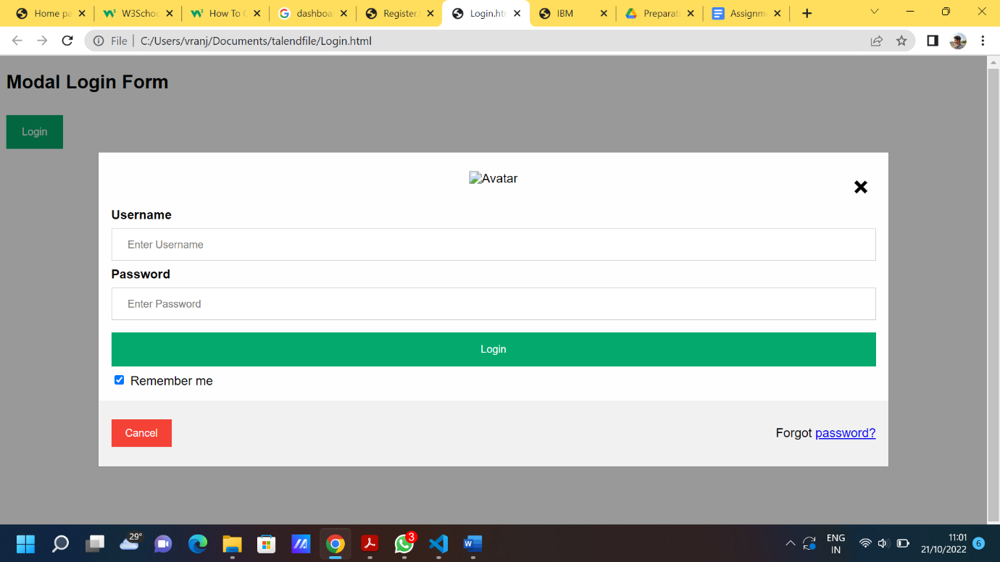 Home pa
W3Schoo
How To C
dashboa
Register.
Login.htr
IBM
Preparat
Assignme
File
C:/Users/vranj/Documents/talendfile/Login.html
Modal Login Form
Login
Avatar
Username
Enter Username
Password
Enter Password
Login
Remember me
Cancel
Forgot password?
29°
3
ENG
IN
11:01
21/10/2022
6